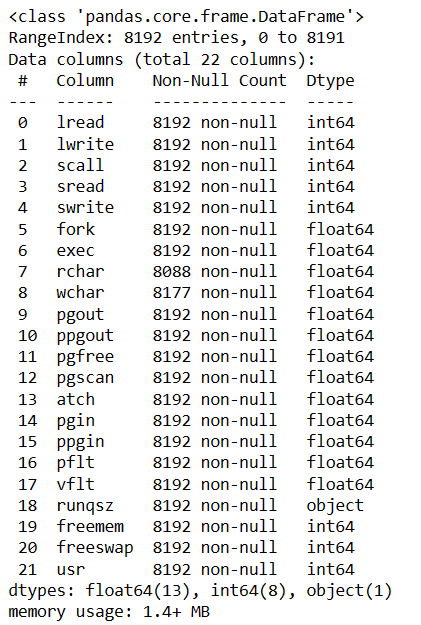 <class 'pandas.core.frame.DataFrame'>
RangeIndex: 8192 entries, 0 to 8191
Data columns (total 22 columns):
 #   Column    Non-Null Count  Dtype
---  ------    --------------  -----
 0   lread     8192 non-null   int64
 1   lwrite    8192 non-null   int64
 2   scall     8192 non-null   int64
 3   sread     8192 non-null   int64
 4   swrite    8192 non-null   int64
 5   fork      8192 non-null   float64
 6   exec      8192 non-null   float64
 7   rchar     8088 non-null   float64
 8   wchar     8177 non-null   float64
 9   pgout     8192 non-null   float64
 10  ppgout    8192 non-null   float64
 11  pgfree    8192 non-null   float64
 12  pgscan    8192 non-null   float64
 13  atch      8192 non-null   float64
 14  pgin      8192 non-null   float64
 15  ppgin     8192 non-null   float64
 16  pflt      8192 non-null   float64
 17  vflt      8192 non-null   float64
 18  runqsz    8192 non-null   object
 19  freemem   8192 non-null   int64
 20  freeswap  8192 non-null   int64
 21  usr       8192 non-null   int64
dtypes: float64(13), int64(8), object(1)
memory usage: 1.4+ MB